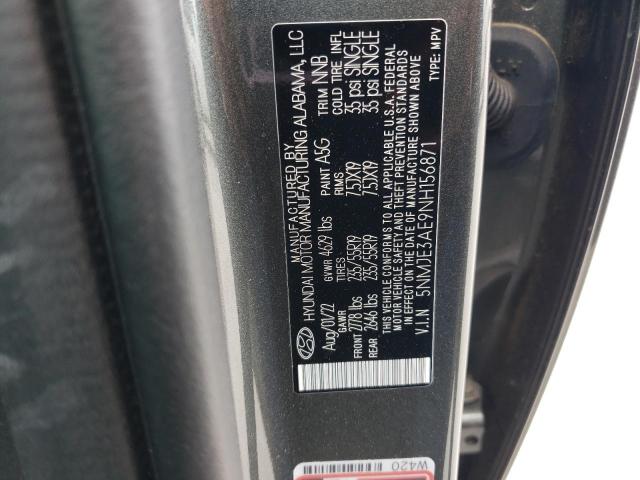 MANUFACTURED BY
HYUNDAI MOTOR MANUFACTURING ALABAMA, LLC
Aug/01/22 GVWR 4629 lbs PAINT A5G TRIM NNB
GAWR TIRES RIMS COLD TIRE INFL
FRONT 2778 lbs 235/55R19 7.5JX19 35 psi SINGLE
REAR 2646 lbs 235/55R19 7.5JX19 35 psi SINGLE
THIS VEHICLE CONFORMS TO ALL APPLICABLE U.S.A. FEDERAL
MOTOR VEHICLE SAFETY AND THEFT PREVENTION STANDARDS
IN EFFECT ON THE DATE OF MANUFACTURE SHOWN ABOVE
V.I.N 5NMJE3AE9NH156871 TYPE: MPV
W420